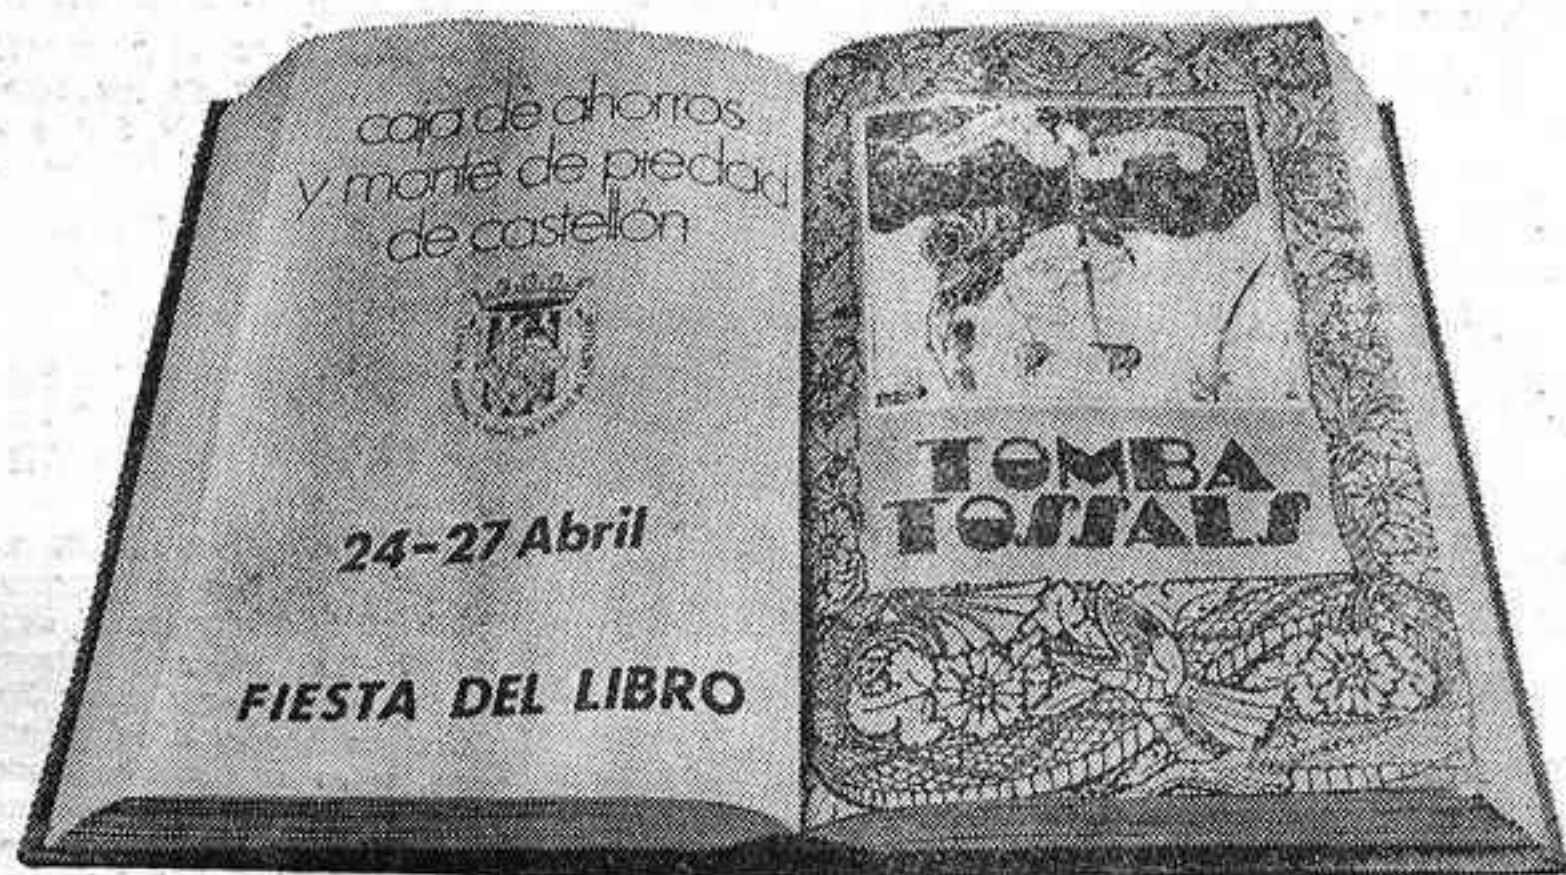 caja de ahorros
y monte de piedad
de castellón
24-27 Abril
FIESTA DEL LIBRO
TOMBA
TOSSALS